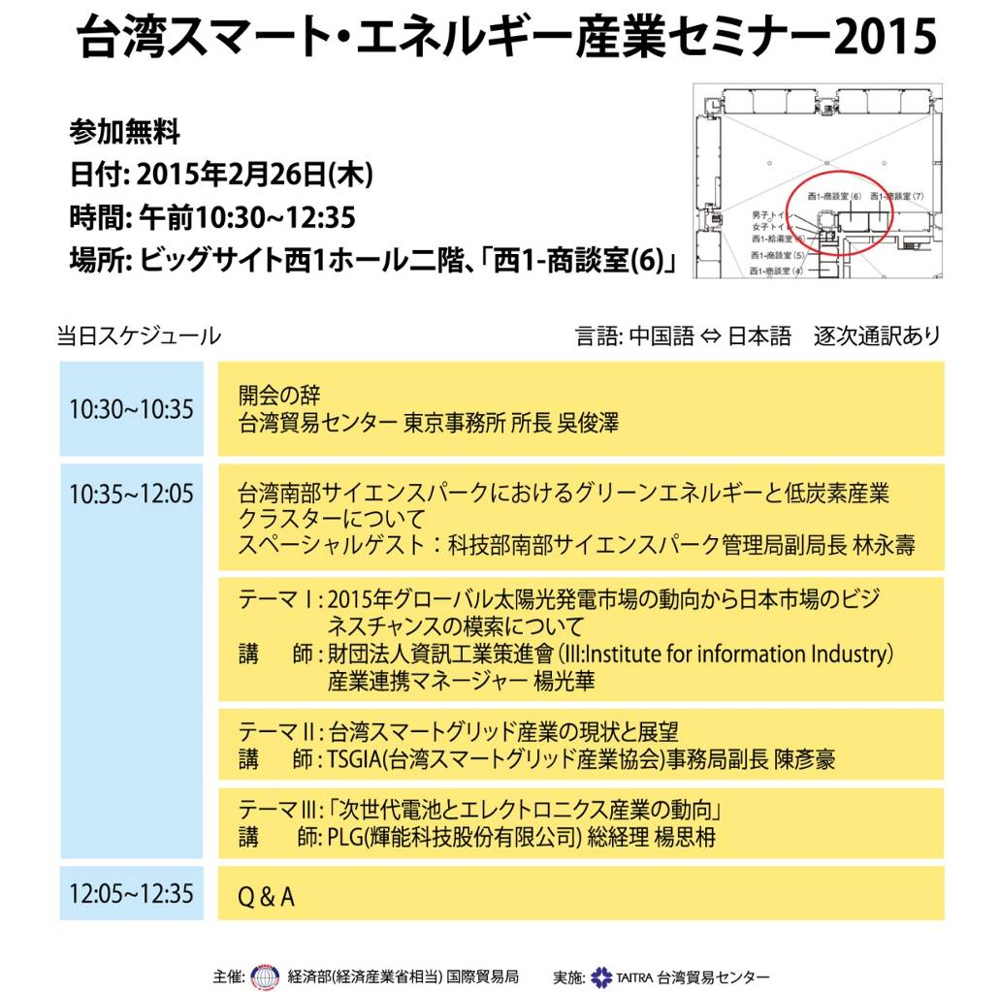 台湾スマート・エネルギー産業セミナー2015
参加無料
日付: 2015年2月26日(木)
時間: 午前10:30~12:35
場所: ビッグサイト西1ホール二階、「西1-商談室(6)」
西1-商談室(6) 西1-商談室(7)
男子トイレ
女子トイレ
西1-給湯室(5)
西1-商談室(5)
西1-商談室(4)
当日スケジュール 言語: 中国語 ⇔ 日本語 逐次通訳あり
10:30~10:35
開会の辞
台湾貿易センター 東京事務所 所長 吳俊澤
10:35~12:05
台湾南部サイエンスパークにおけるグリーンエネルギーと低炭素産業
クラスターについて
スペーシャルゲスト：科技部南部サイエンスパーク管理局副局長 林永壽
テーマⅠ: 2015年グローバル太陽光発電市場の動向から日本市場のビジ
ネスチャンスの模索について
講 師 : 財団法人資訊工業策進會（III:Institute for information Industry）
産業連携マネージャー 楊光華
テーマⅡ : 台湾スマートグリッド産業の現状と展望
講 師 : TSGIA(台湾スマートグリッド産業協会)事務局副長 陳彥豪
テーマⅢ: 「次世代電池とエレクトロニクス産業の動向」
講 師: PLG(輝能科技股份有限公司) 総経理 楊思枏
12:05~12:35
Q & A
主催: 経済部(経済産業省相当) 国際貿易局 実施: TAITRA 台湾貿易センター